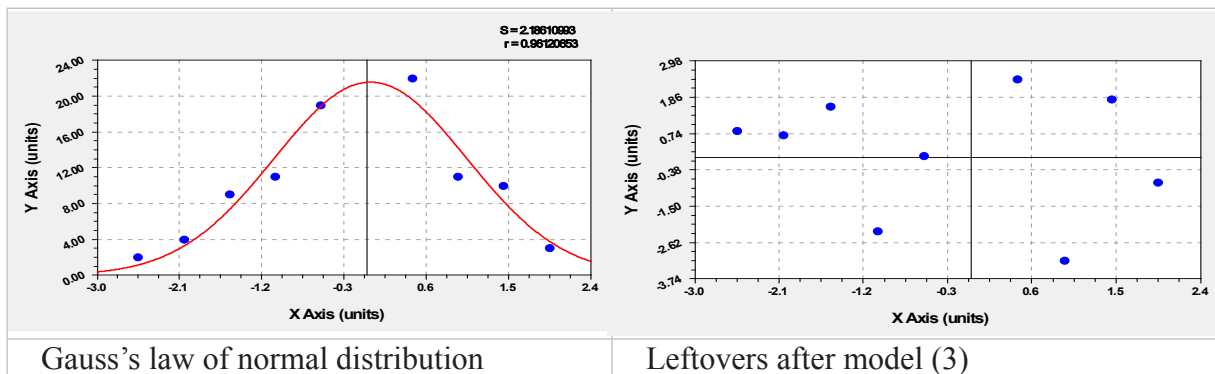 S = 2.18610993
r = 0.96120653
24.00
20.00
16.00
12.00
8.00
4.00
0.00
Y Axis (units)
-3.0 -2.1 -1.2 -0.3 0.6 1.5 2.4
X Axis (units)
Gauss's law of normal distribution
2.98
1.86
0.74
-0.38
-1.50
-2.62
-3.74
Y Axis (units)
-3.0 -2.1 -1.2 -0.3 0.6 1.5 2.4
X Axis (units)
Leftovers after model (3)